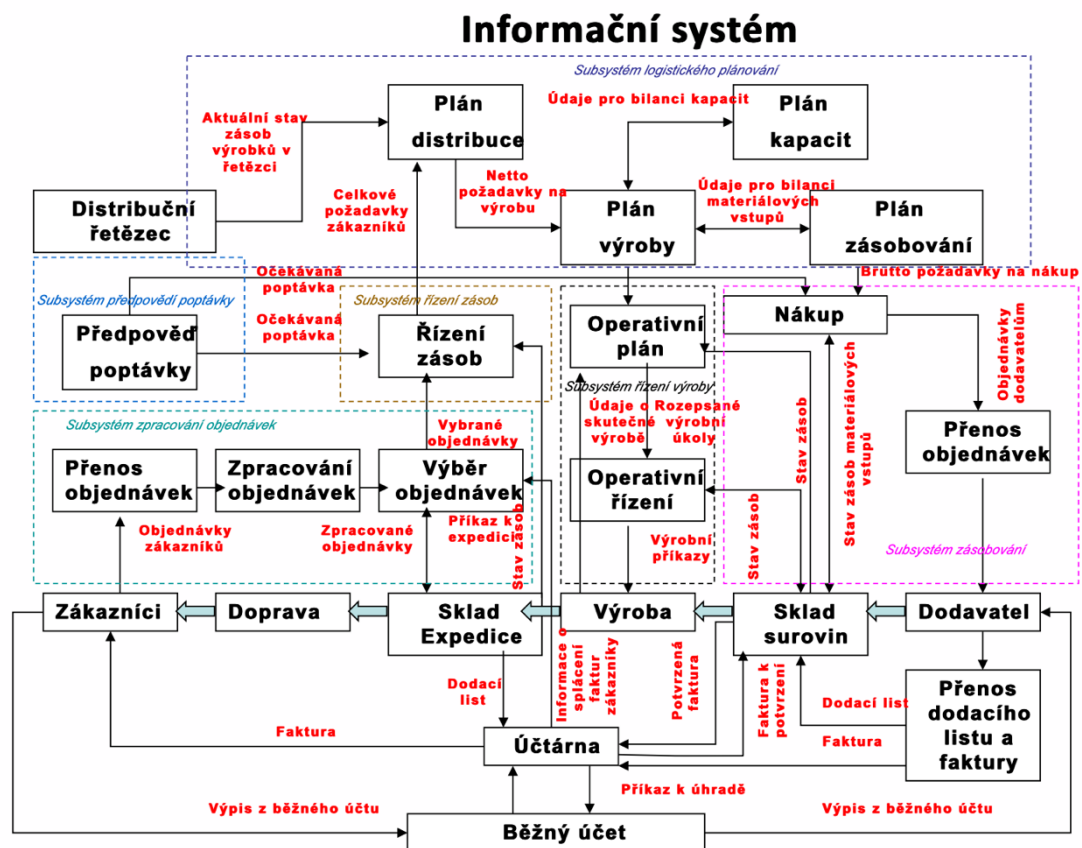 Informační systém
Subsystém logistického plánování
Plán
distribuce
Údaje pro bilanci kapacit
Plán
kapacit
Aktuální stav
zásob
výrobků v
řetězci
Netto
požadavky na
výrobu
Údaje pro bilanci
materiálových
vstupů
Celkové
požadavky
zákazníků
Distribuční
řetězec
Plán
výroby
Plán
zásobování
Očekávaná
poptávka
Brutto požadavky na nákup
Subsystém předpovědí poptávky
Subsystém řízení zásob
Předpověď
poptávky
Očekávaná
poptávka
Řízení
zásob
Operativní
plán
Nákup
Objednávky
dodavatelům
Subsystém řízení výroby
Subsystém zpracování objednávek
Vybrané
objednávky
Údaje o
skutečné
výrobě
Rozepsané
výrobní
úkoly
Stav zásob
Stav zásob materiálových
vstupů
Přenos
objednávek
Přenos
objednávek
Zpracování
objednávek
Výběr
objednávek
Operativní
řízení
Objednávky
zákazníků
Zpracované
objednávky
Příkaz k
expedici
Stav zásob
Výrobní
příkazy
Stav zásob
Subsystém zásobování
Zákazníci
Doprava
Sklad
Expedice
Výroba
Sklad
surovin
Dodavatel
Dodací
list
Informace o
splácení
faktur
zákazníky
Potvrzená
faktura
Faktura k
potvrzení
Dodací list
Faktura
Přenos
dodacího
listu a
faktury
Faktura
Účtárna
Příkaz k úhradě
Výpis z běžného účtu
Výpis z běžného účtu
Běžný účet